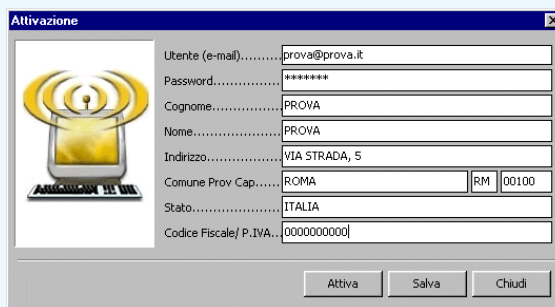 Attivazione
Utente (e-mail).........prova@prova.it
Password.................*******
Cognome.................PROVA
Nome......................PROVA
Indirizzo..................VIA STRADA, 5
Comune Prov Cap.....ROMA RM 00100
Stato......................ITALIA
Codice Fiscale/ P.IVA...0000000000
Attiva Salva Chiudi